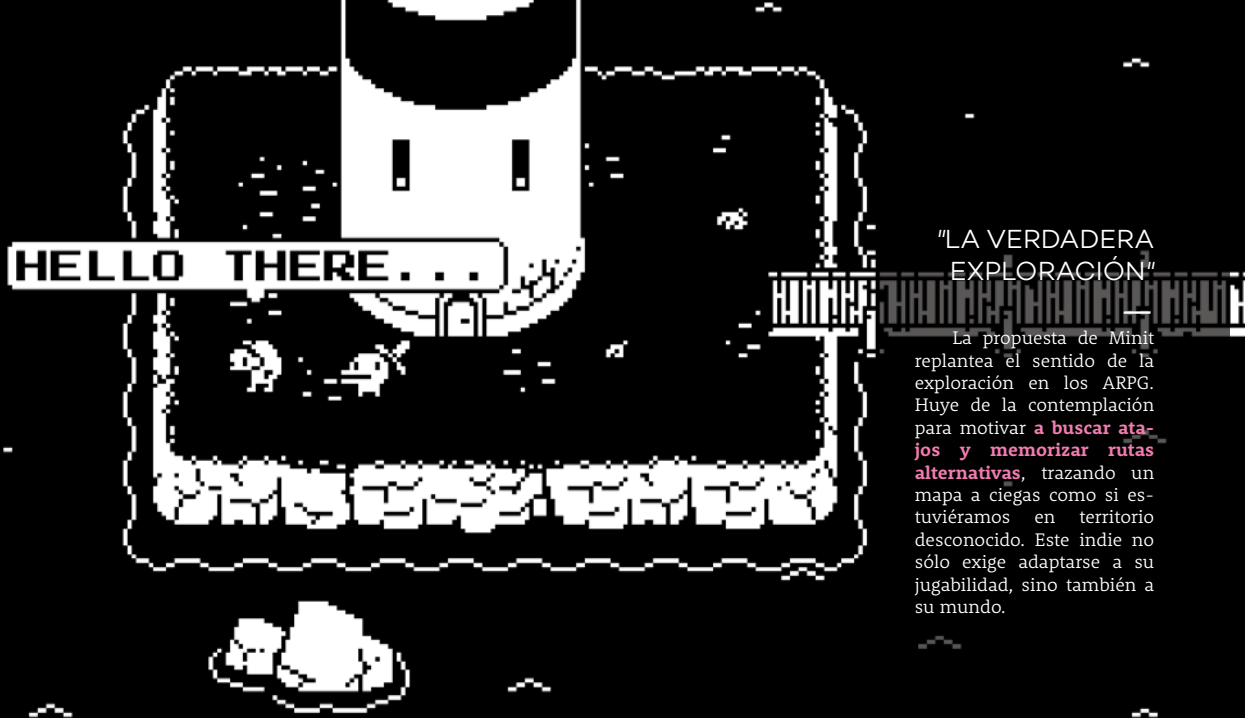 HELLO THERE...
"LA VERDADERA
EXPLORACIÓN"
La propuesta de Minit
replantea el sentido de la
exploración en los ARPG.
Huye de la contemplación
para motivar a buscar ata-
jos y memorizar rutas
alternativas, trazando un
mapa a ciegas como si es-
tuviéramos en territorio
desconocido. Este indie no
sólo exige adaptarse a su
jugabilidad, sino también a
su mundo.